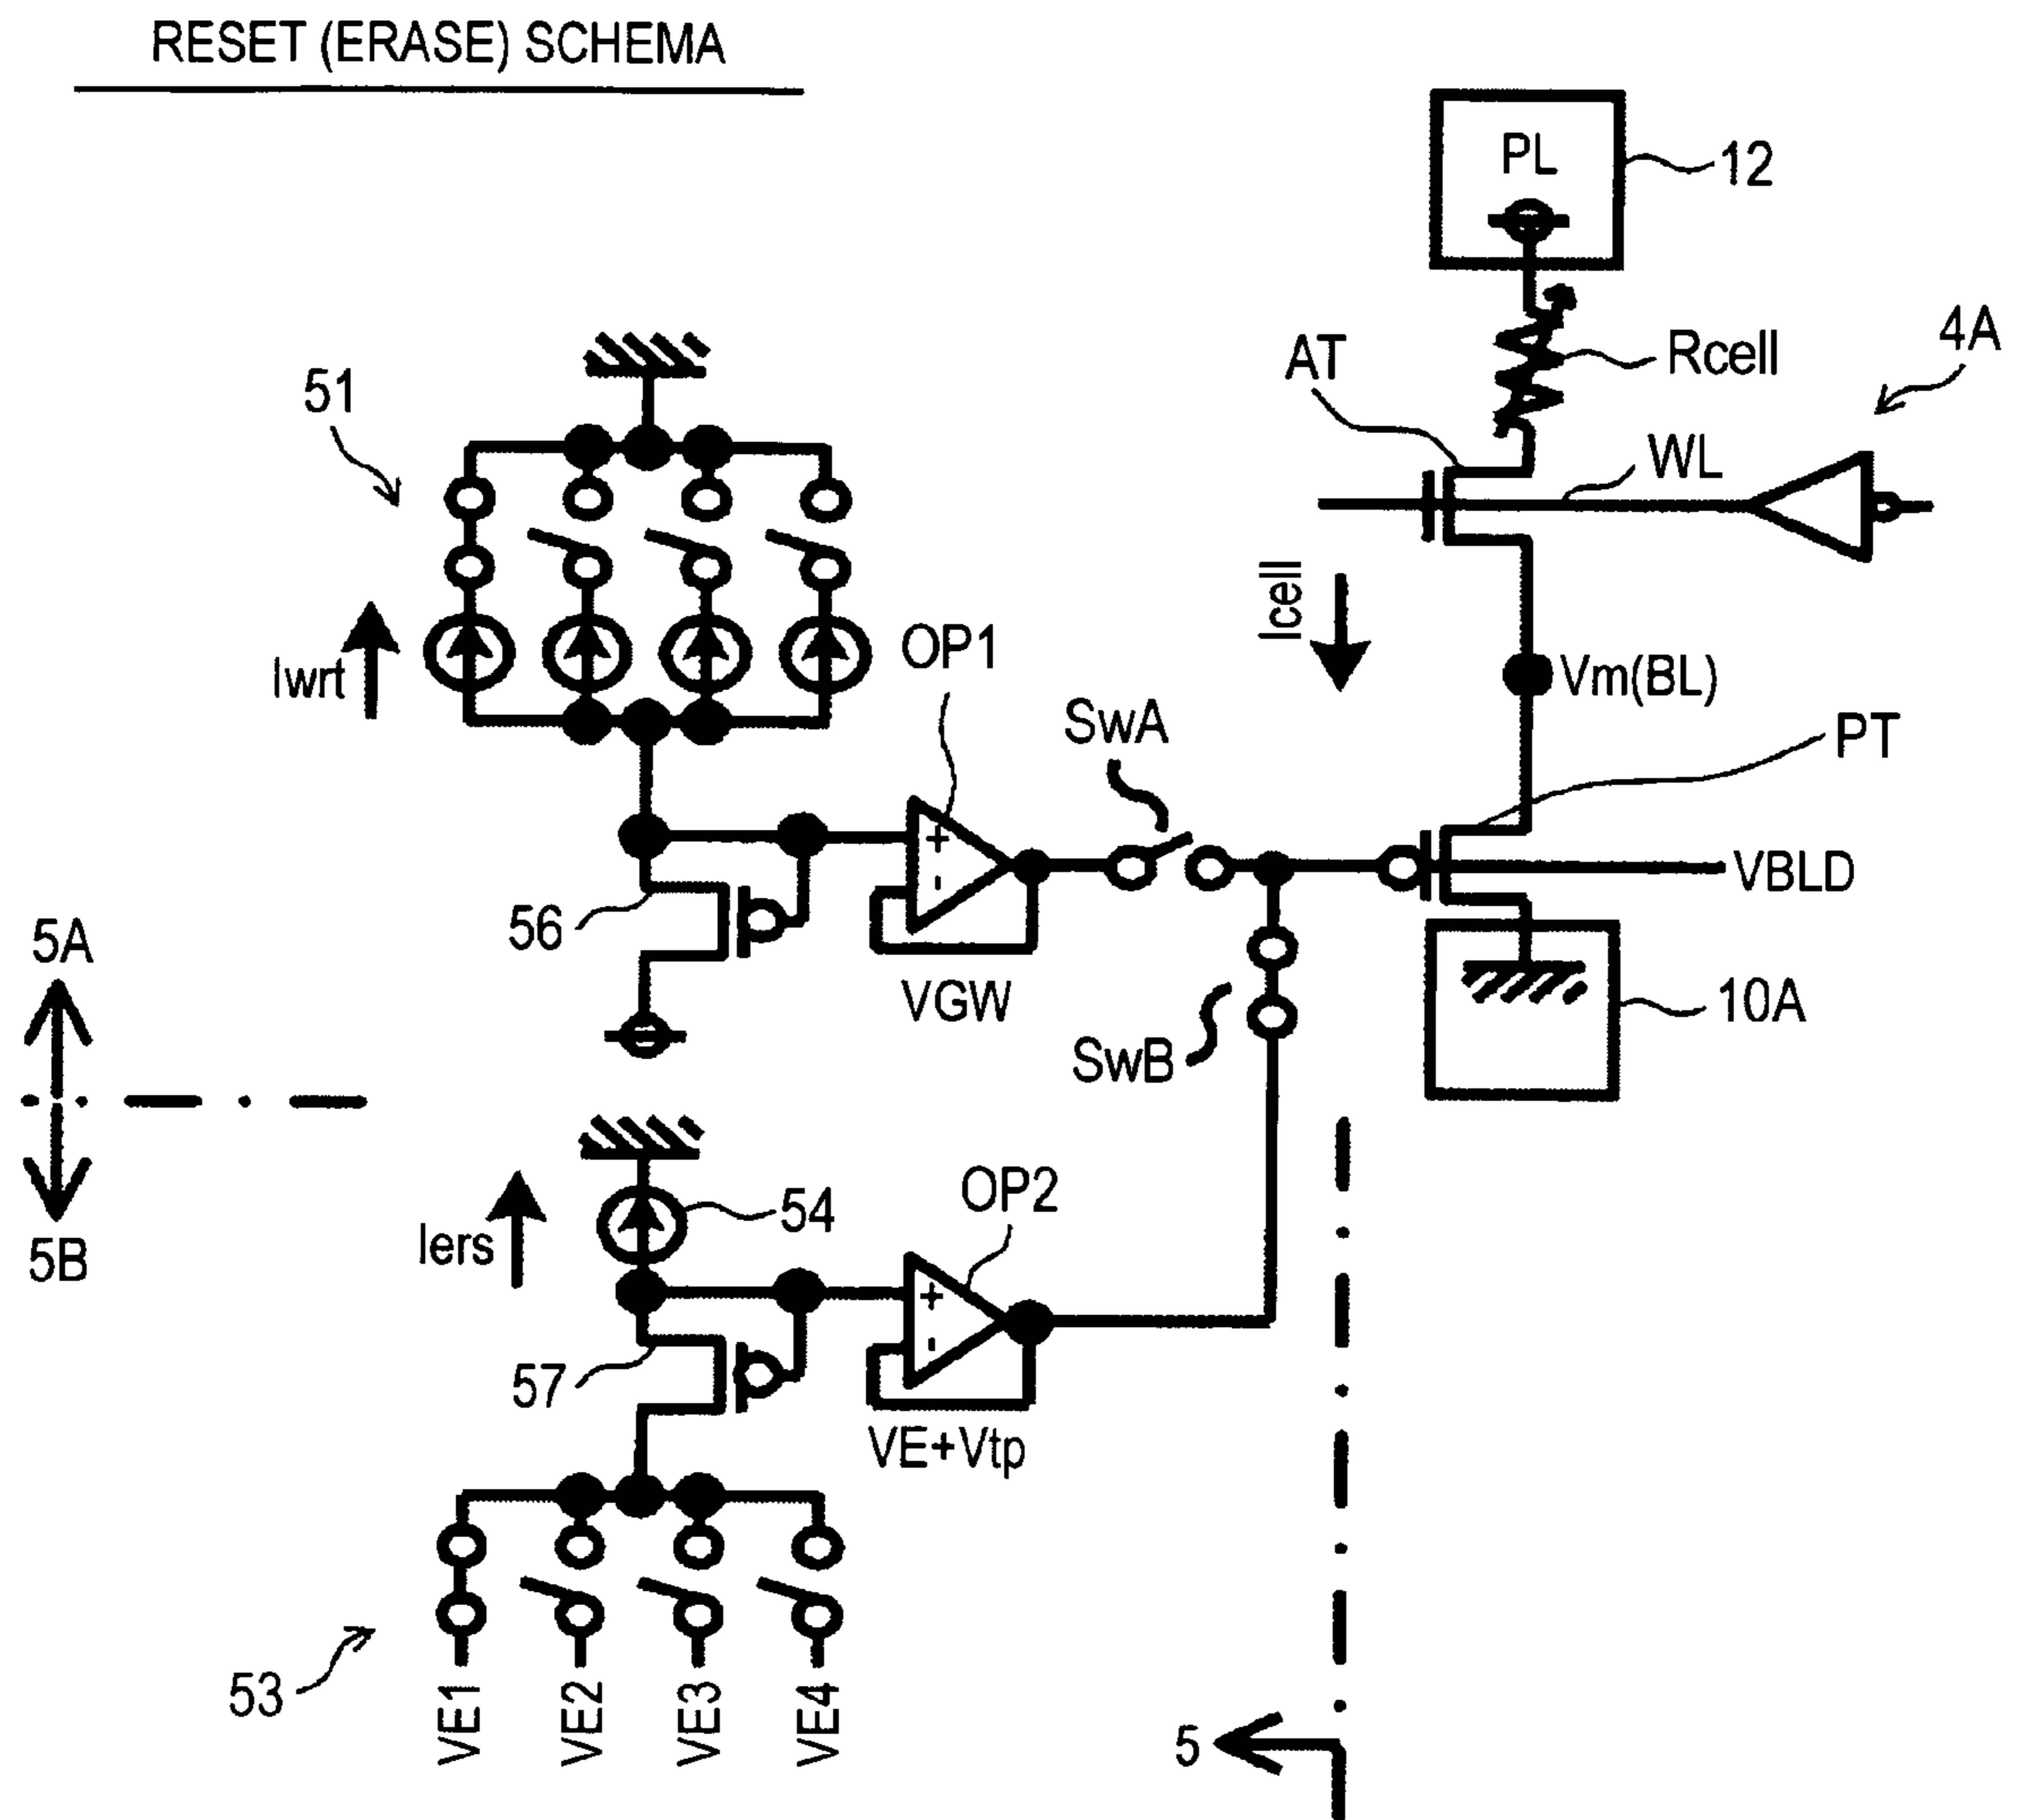 RESET (ERASE) SCHEMA
PL
12
4A
AT
Rcell
51
WL
Icell
OP1
Iwrt
Vm(BL)
SwA
PT
+
-
VBLD
56
5A
VGW
10A
SwB
OP2
54
Iers
5B
+
-
57
VE+Vtp
53
VE1
VE2
VE3
VE4
5